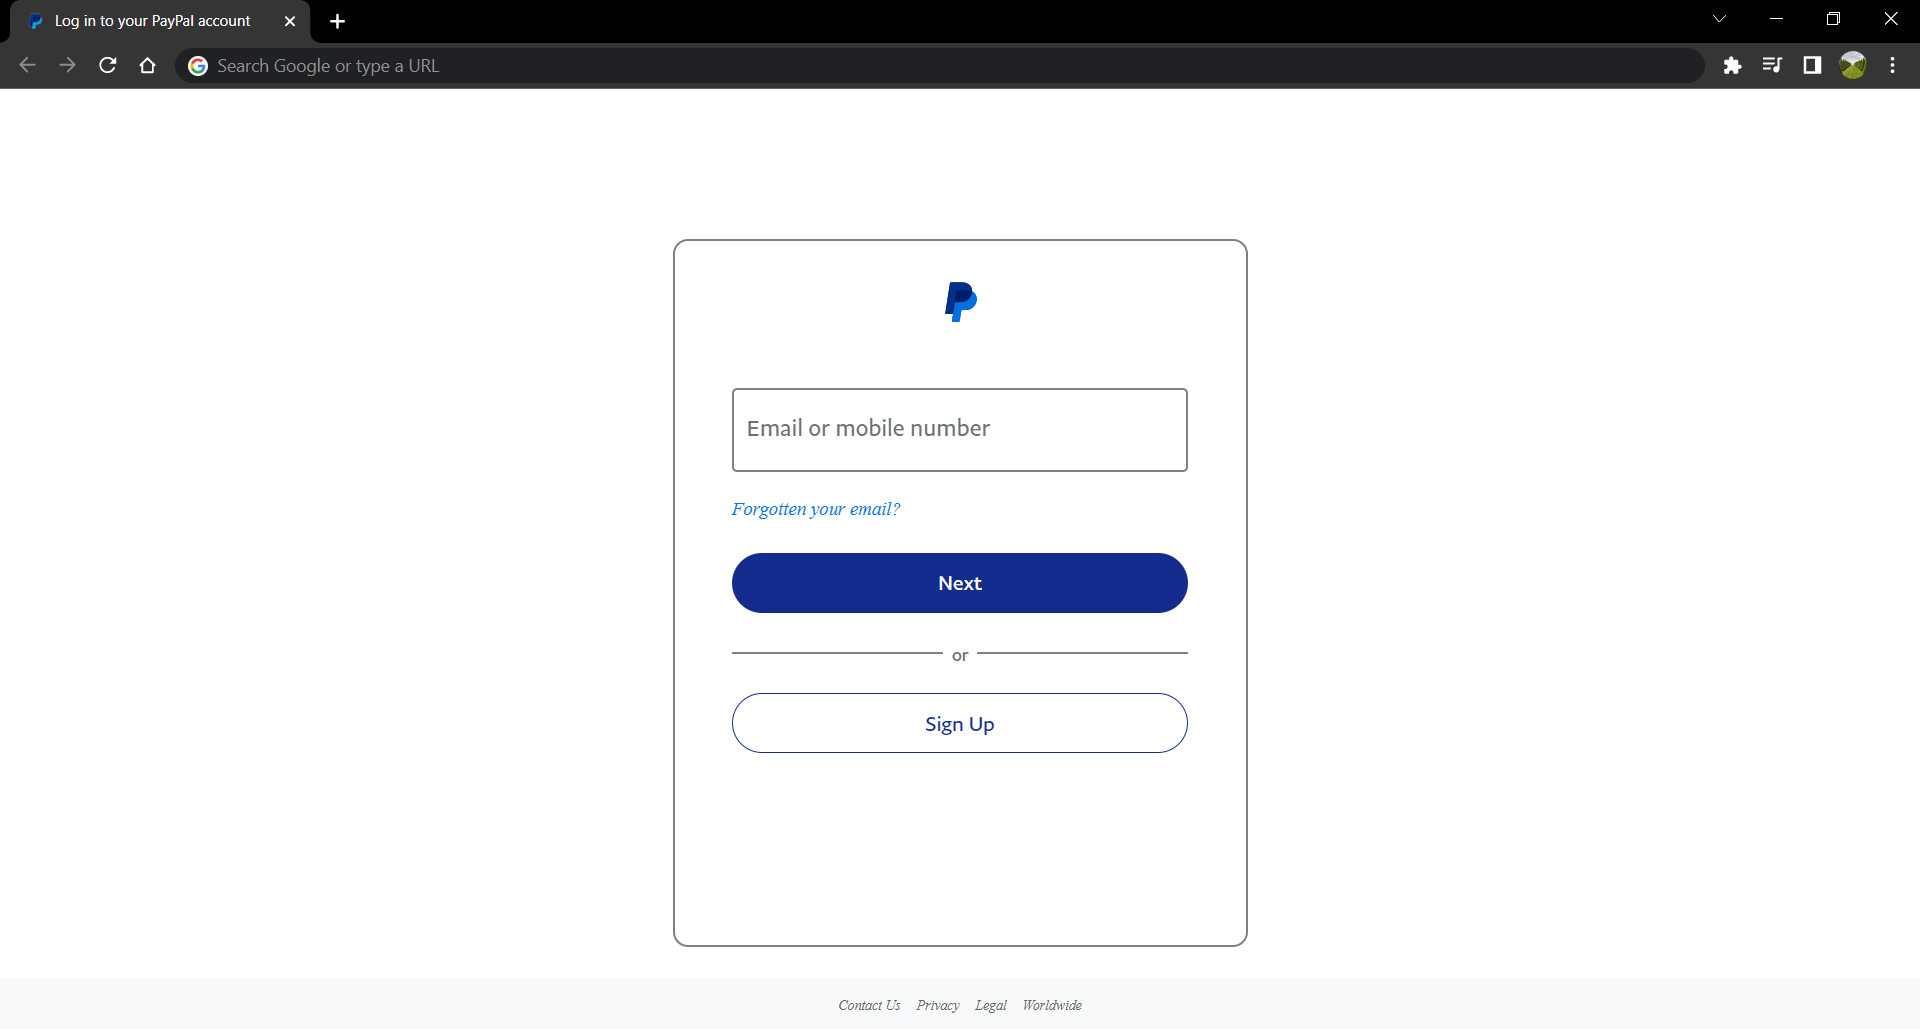 Log in to your PayPal account
Search Google or type a URL
Email or mobile number
Forgotten your email?
Next
or
Sign Up
Contact Us Privacy Legal Worldwide